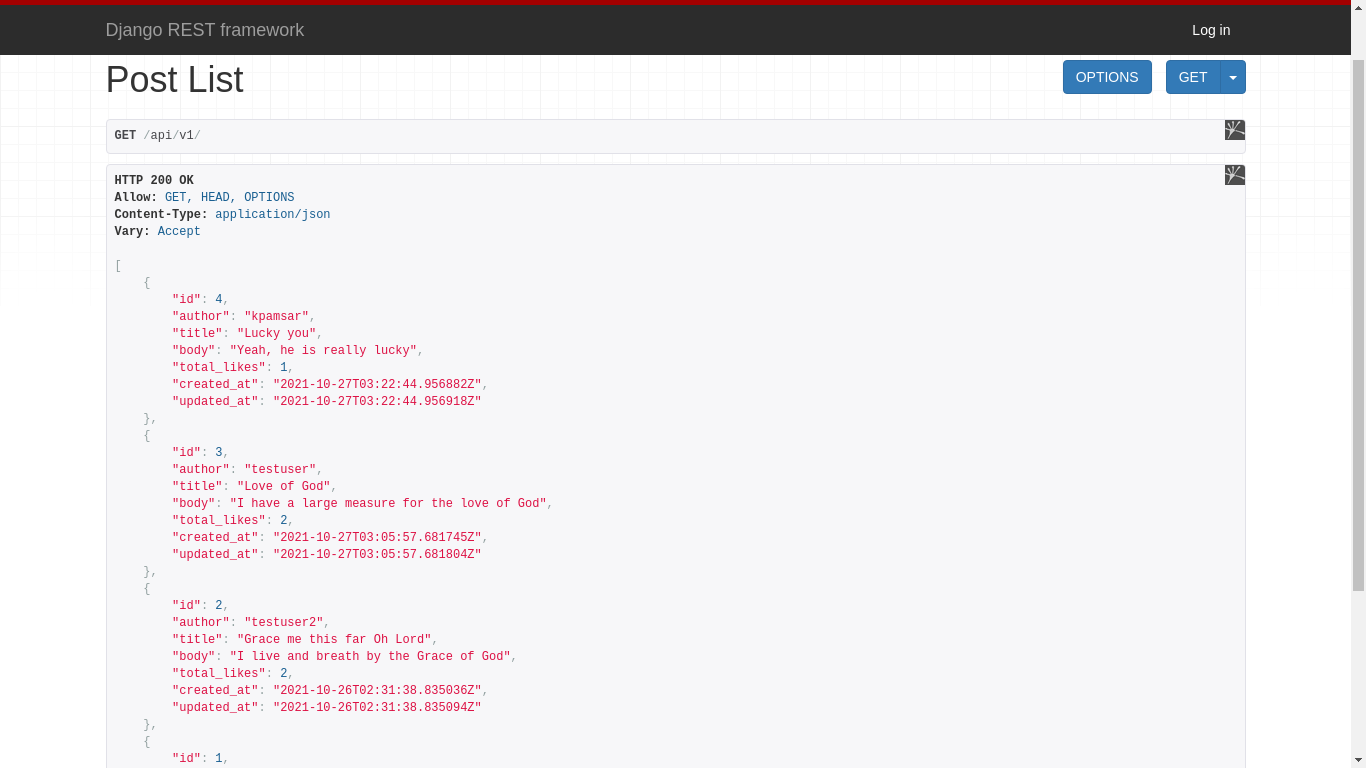 Django REST framework
Log in
Post List
OPTIONS
GET
GET /api/v1/
HTTP 200 OK
Allow: GET, HEAD, OPTIONS
Content-Type: application/json
Vary: Accept
[
    {
        "id": 4,
        "author": "kpamsar",
        "title": "Lucky you",
        "body": "Yeah, he is really lucky",
        "total_likes": 1,
        "created_at": "2021-10-27T03:22:44.956882Z",
        "updated_at": "2021-10-27T03:22:44.956918Z"
    },
    {
        "id": 3,
        "author": "testuser",
        "title": "Love of God",
        "body": "I have a large measure for the love of God",
        "total_likes": 2,
        "created_at": "2021-10-27T03:05:57.681745Z",
        "updated_at": "2021-10-27T03:05:57.681804Z"
    },
    {
        "id": 2,
        "author": "testuser2",
        "title": "Grace me this far Oh Lord",
        "body": "I live and breath by the Grace of God",
        "total_likes": 2,
        "created_at": "2021-10-26T02:31:38.835036Z",
        "updated_at": "2021-10-26T02:31:38.835094Z"
    },
    {
        "id": 1,